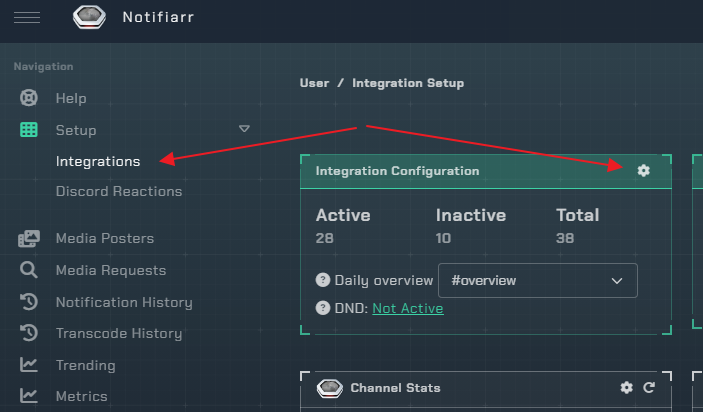 Notifiarr
Navigation
Help
Setup
Integrations
Discord Reactions
Media Posters
Media Requests
Notification History
Transcode History
Trending
Metrics
User / Integration Setup
Integration Configuration
Active Inactive Total
28 10 38
? Daily overview #overview
? DND: Not Active
Channel Stats